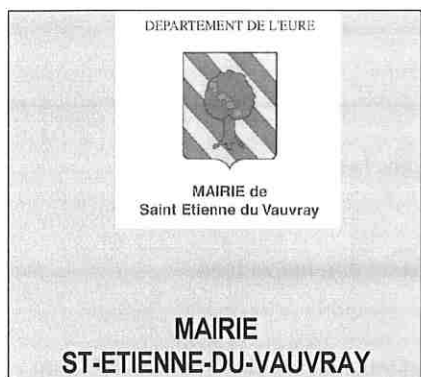 DEPARTEMENT DE L'EURE
MAIRIE de
Saint Etienne du Vauvray
MAIRIE
ST-ETIENNE-DU-VAUVRAY